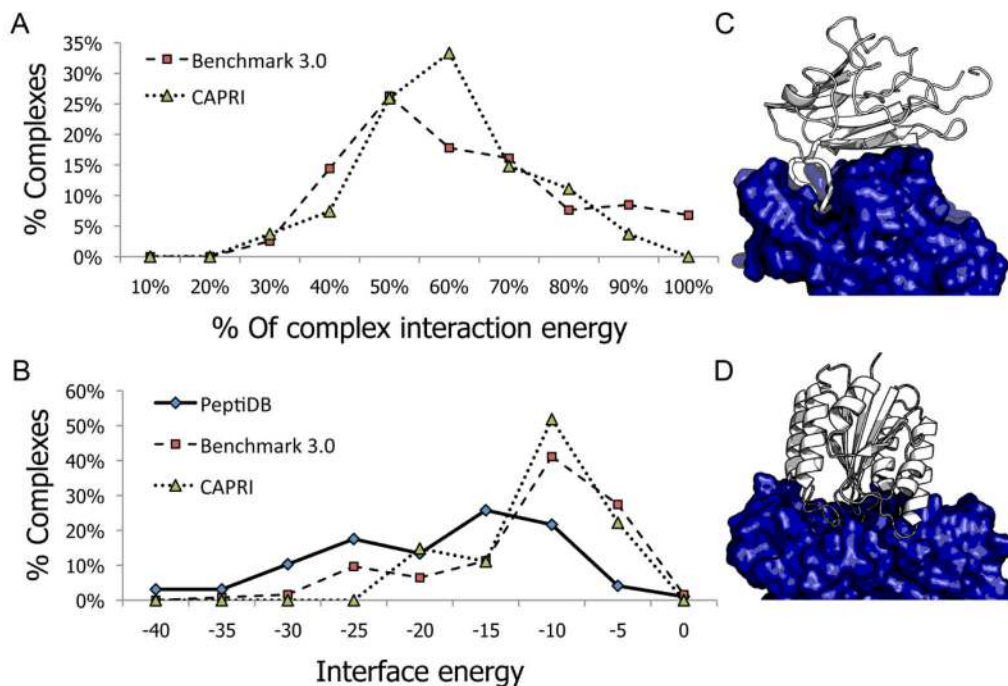 A
35%
30%
25%
20%
15%
10%
5%
0%
% Complexes
Benchmark 3.0
CAPRI
10% 20% 30% 40% 50% 60% 70% 80% 90% 100%
% Of complex interaction energy
B
60%
50%
40%
30%
20%
10%
0%
% Complexes
PeptiDB
Benchmark 3.0
CAPRI
-40 -35 -30 -25 -20 -15 -10 -5 0
Interface energy
C
D